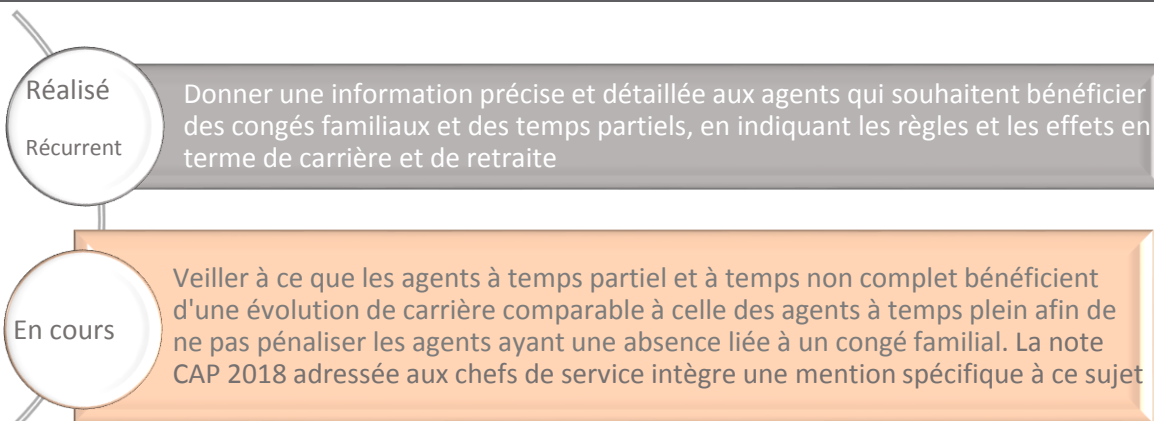 Réalisé
Récurrent
Donner une information précise et détaillée aux agents qui souhaitent bénéficier
des congés familiaux et des temps partiels, en indiquant les règles et les effets en
terme de carrière et de retraite
En cours
Veiller à ce que les agents à temps partiel et à temps non complet bénéficient
d'une évolution de carrière comparable à celle des agents à temps plein afin de
ne pas pénaliser les agents ayant une absence liée à un congé familial. La note
CAP 2018 adressée aux chefs de service intègre une mention spécifique à ce sujet